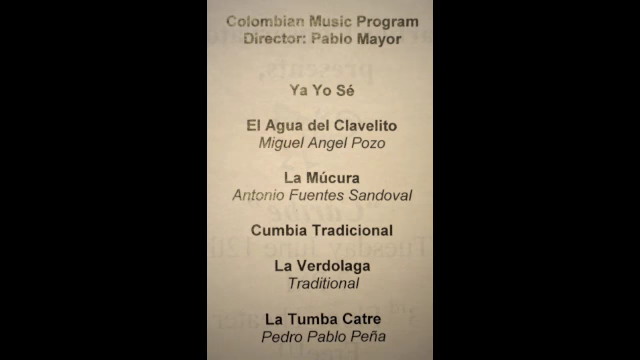 Colombian Music Program
Director: Pablo Mayor
Ya Yo Sé
El Agua del Clavelito
Miguel Angel Pozo
La Múcura
Antonio Fuentes Sandoval
Cumbia Tradicional
La Verdolaga
Traditional
La Tumba Catre
Pedro Pablo Peña